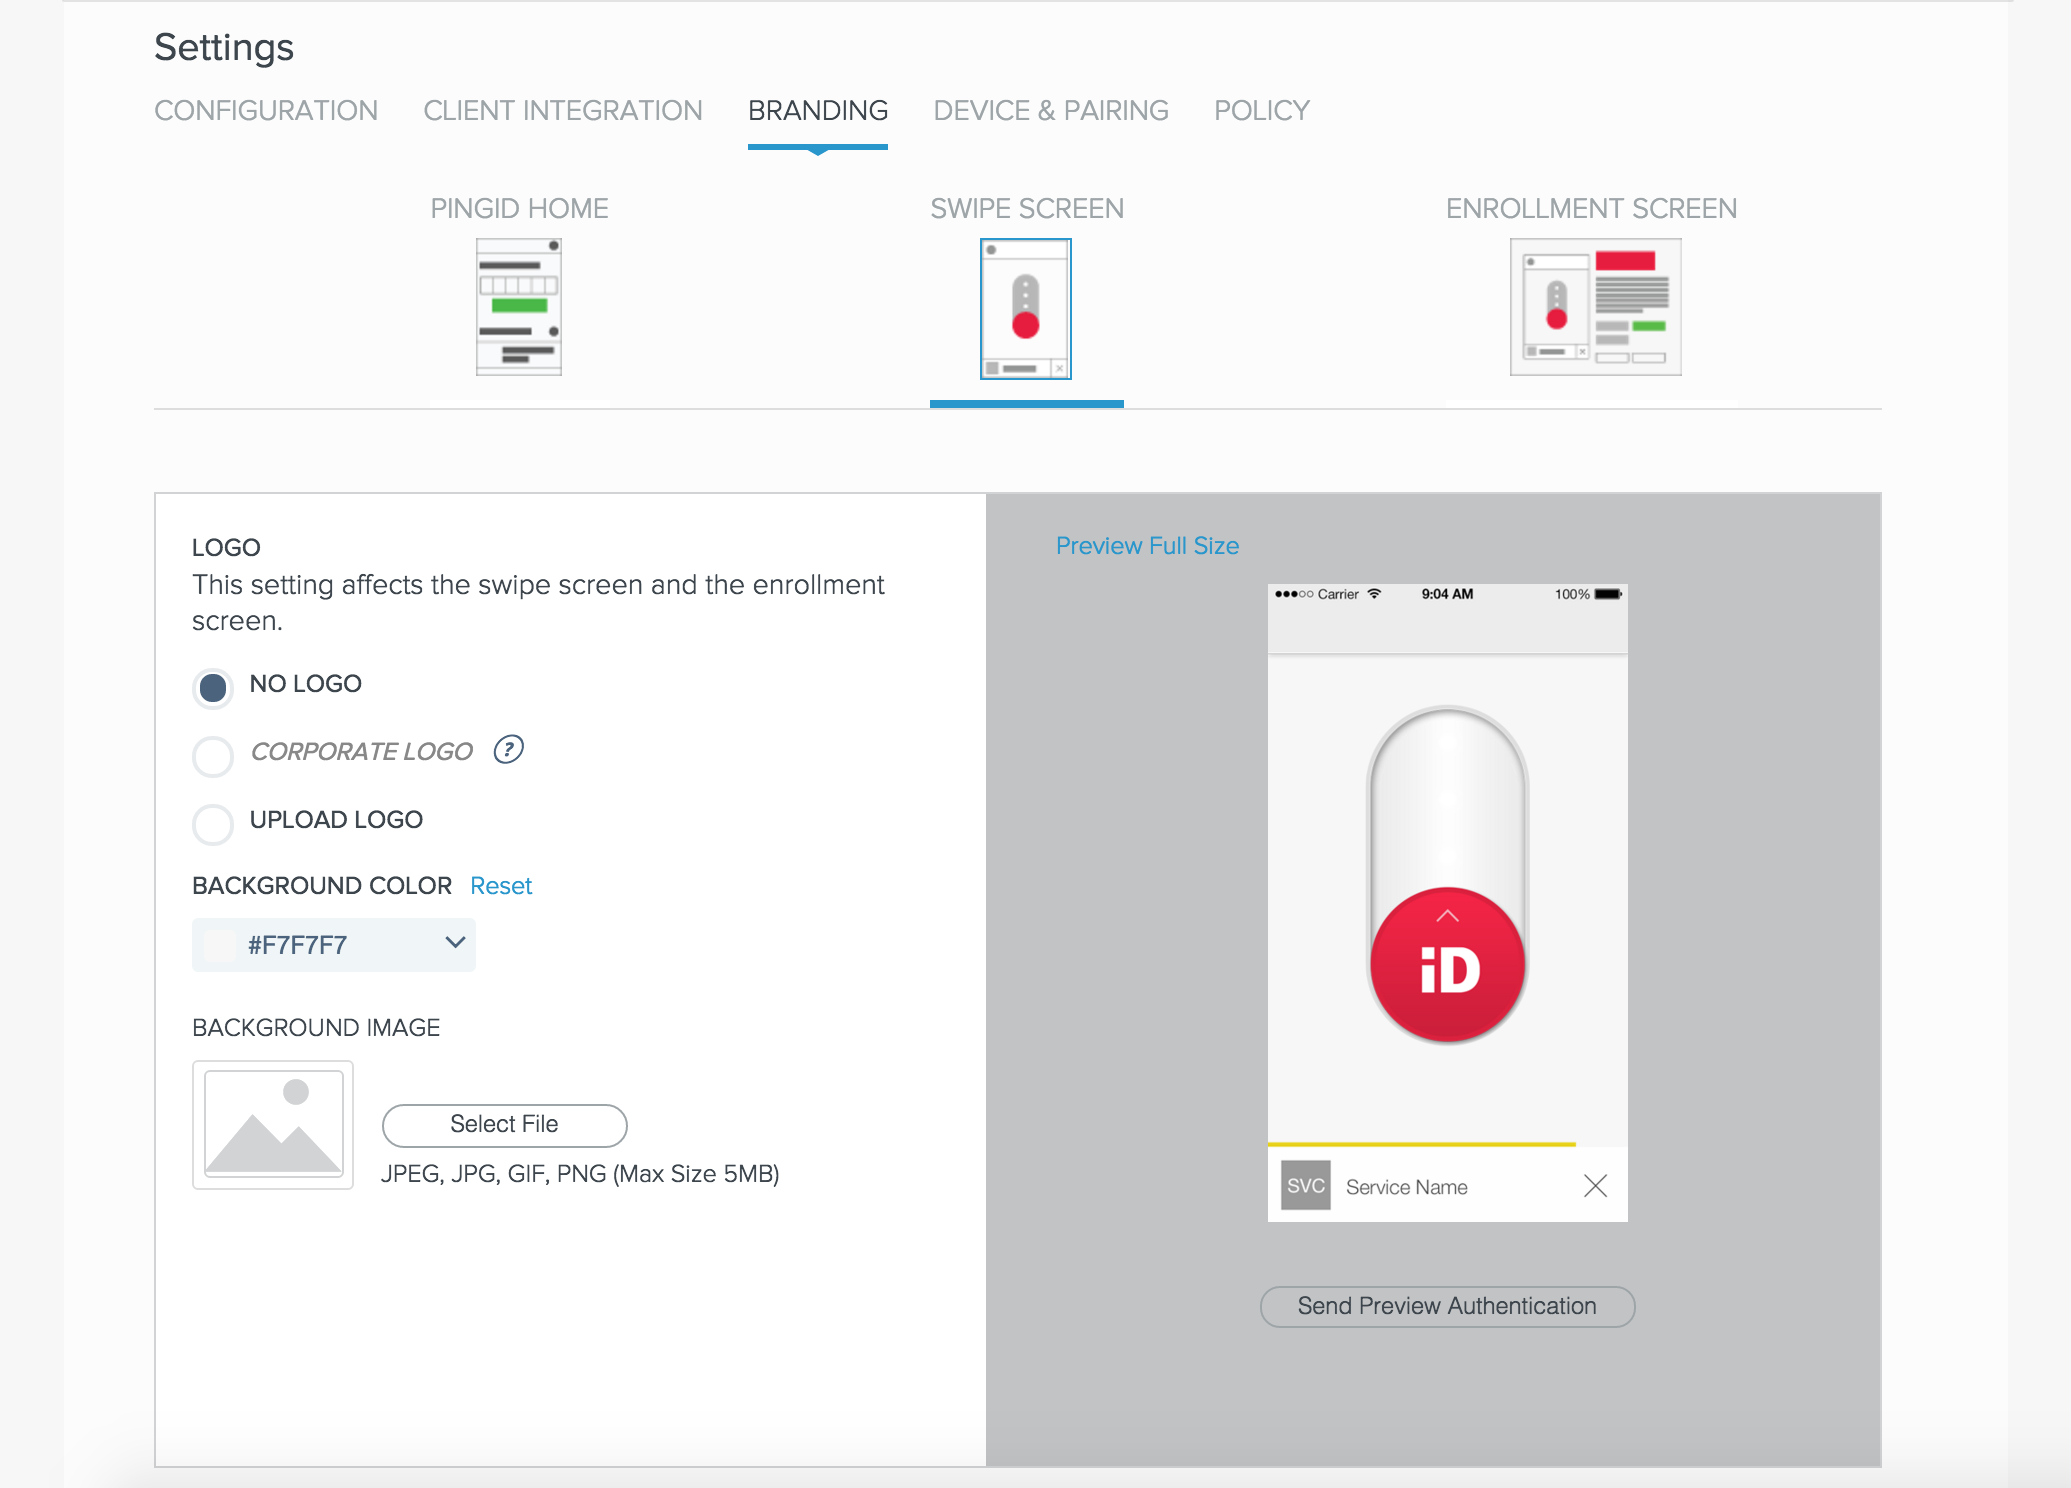 Settings
CONFIGURATION CLIENT INTEGRATION BRANDING DEVICE & PAIRING POLICY
PINGID HOME SWIPE SCREEN ENROLLMENT SCREEN
LOGO
This setting affects the swipe screen and the enrollment
screen.
NO LOGO
CORPORATE LOGO ?
UPLOAD LOGO
BACKGROUND COLOR Reset
#F7F7F7
BACKGROUND IMAGE
Select File
JPEG, JPG, GIF, PNG (Max Size 5MB)
Preview Full Size
Carrier 9:04 AM 100%
iD
SVC Service Name
Send Preview Authentication